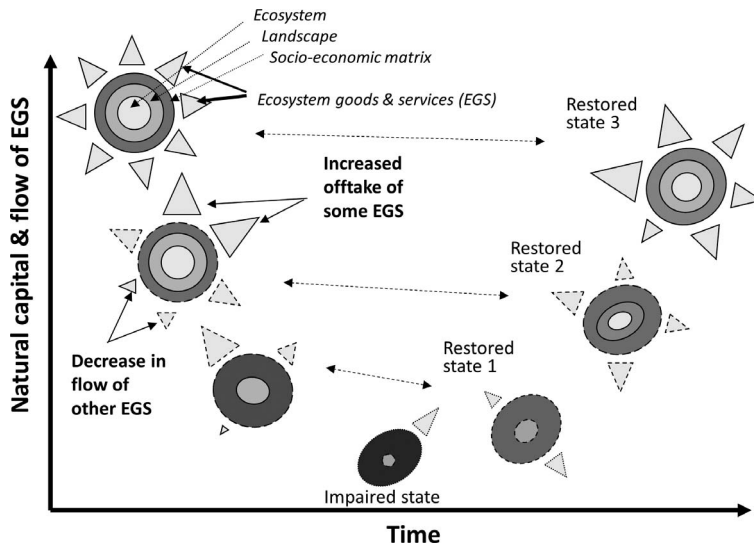 Ecosystem
Landscape
Socio-economic matrix
Ecosystem goods & services (EGS)
Restored
state 3
Increased
offtake of
some EGS
Restored
state 2
Decrease in
flow of
other EGS
Restored
state 1
Impaired state
Natural capital & flow of EGS
Time